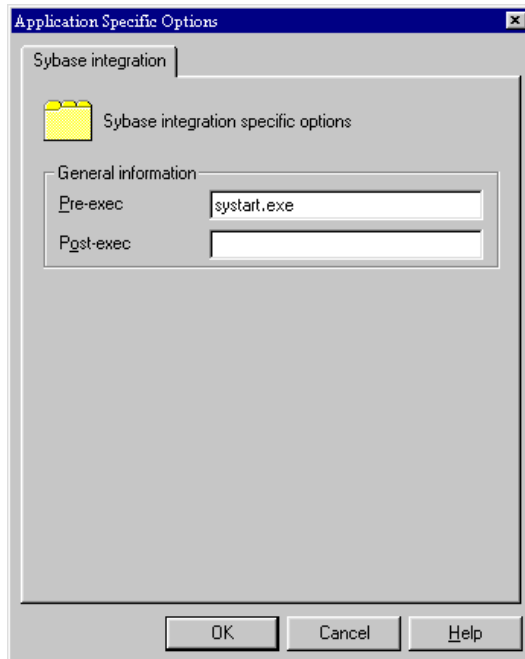 Application Specific Options
Sybase integration
Sybase integration specific options
General information
Pre-exec systart.exe
Post-exec
OK Cancel Help